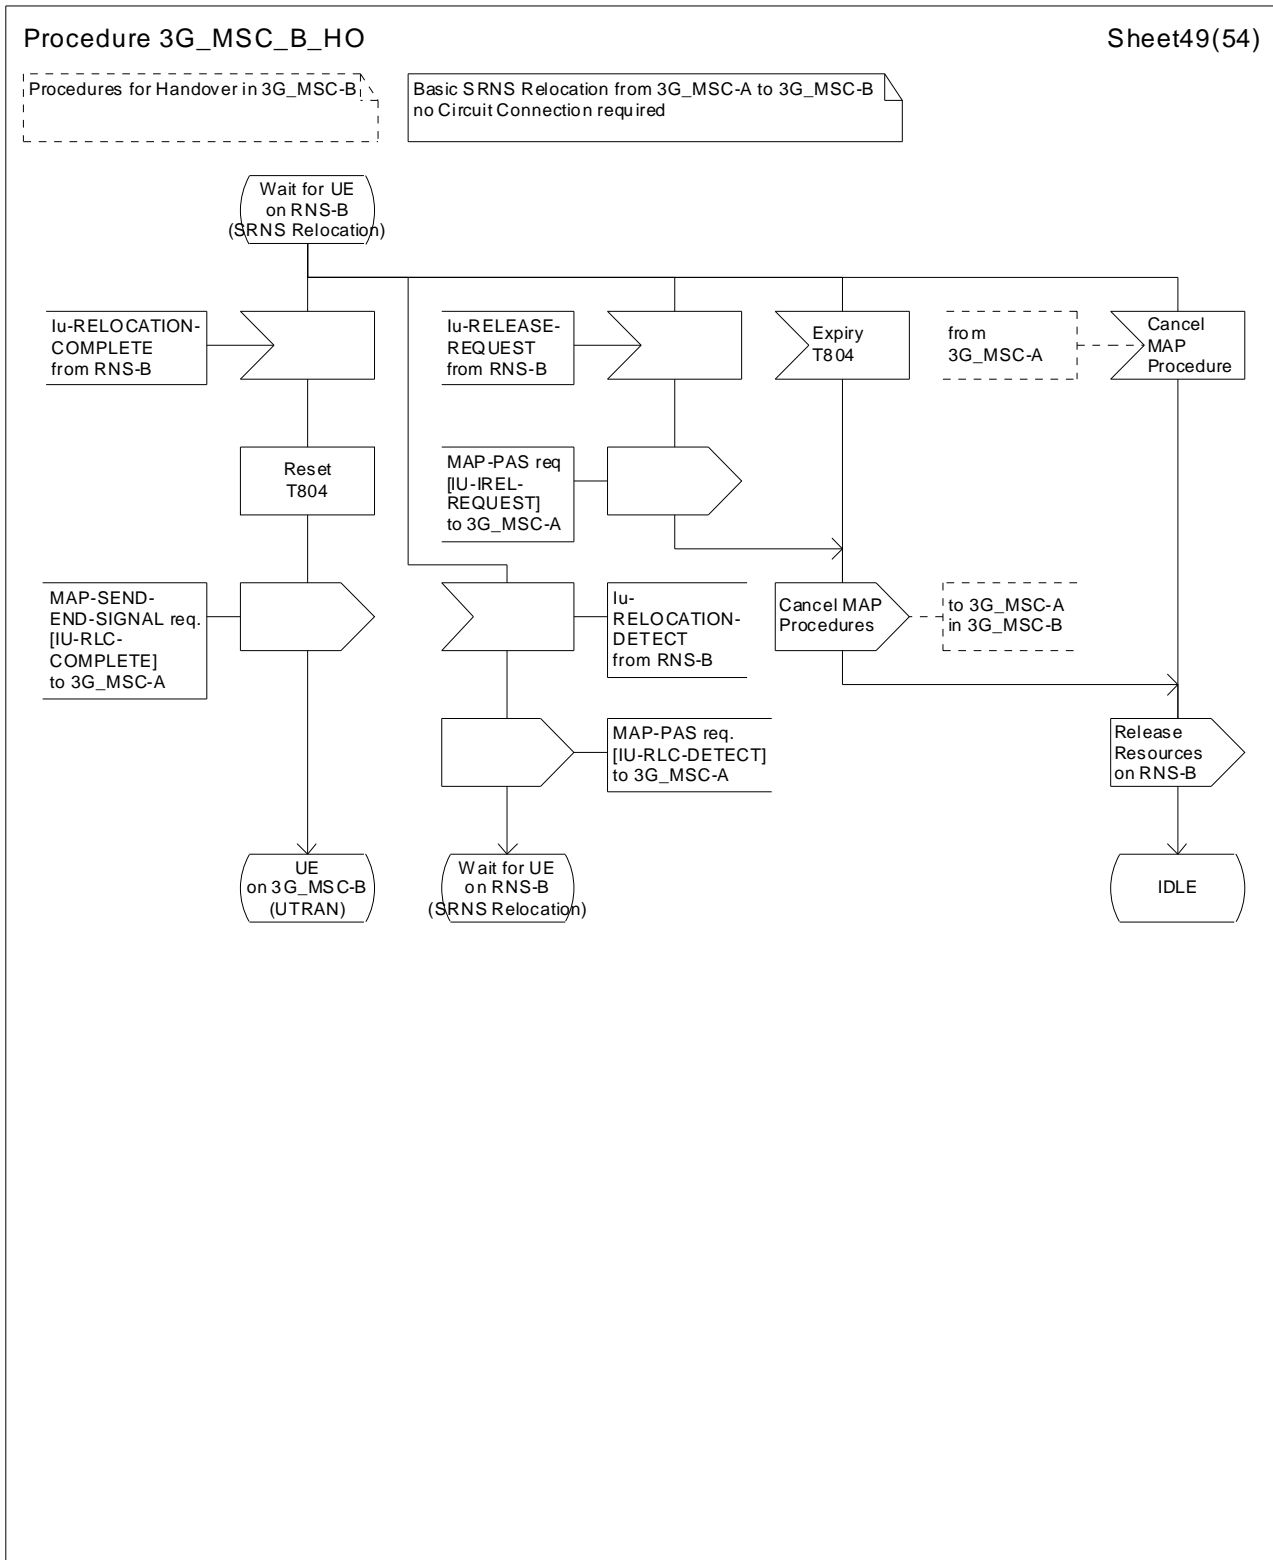 Procedure 3G_MSC_B_HO
Sheet49(54)
Procedures for Handover in 3G_MSC-B
Basic SRNS Relocation from 3G_MSC-A to 3G_MSC-B
no Circuit Connection required
Wait for UE
on RNS-B
(SRNS Relocation)
Iu-RELOCATION-
COMPLETE
from RNS-B
Iu-RELEASE-
REQUEST
from RNS-B
Expiry
T804
from
3G_MSC-A
Cancel
MAP
Procedure
Reset
T804
MAP-PAS req
[IU-IREL-
REQUEST]
to 3G_MSC-A
MAP-SEND-
END-SIGNAL req.
[IU-RLC-
COMPLETE]
to 3G_MSC-A
Iu-
RELOCATION-
DETECT
from RNS-B
Cancel MAP
Procedures
to 3G_MSC-A
in 3G_MSC-B
MAP-PAS req.
[IU-RLC-DETECT]
to 3G_MSC-A
Release
Resources
on RNS-B
UE
on 3G_MSC-B
(UTRAN)
Wait for UE
on RNS-B
(SRNS Relocation)
IDLE